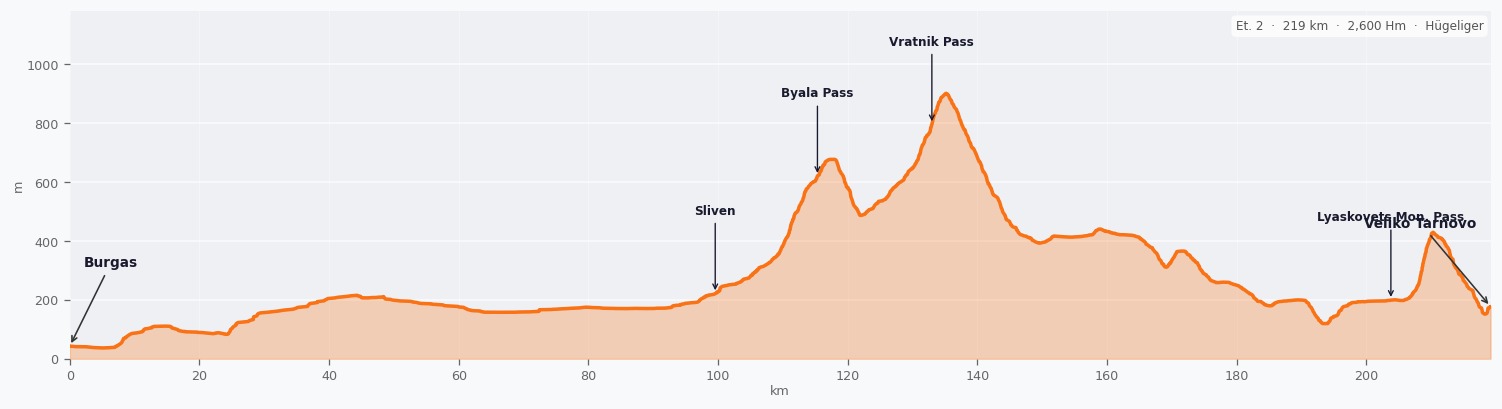 Et. 2 · 219 km · 2,600 Hm · Hügeliger
Vratnik Pass
Byala Pass
Sliven
Lyaskovets Mon. Pass
Veliko Tarnovo
Burgas
m
1000
800
600
400
200
0
0 20 40 60 80 100 120 140 160 180 200
km